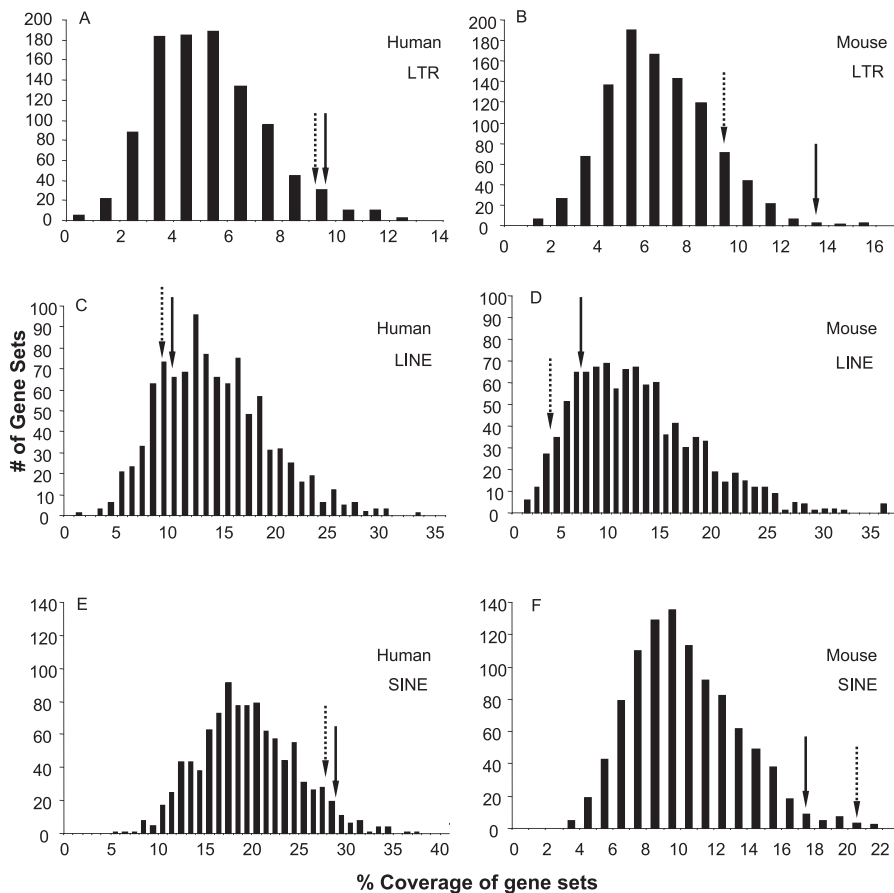 A
Human
LTR
200
180
160
140
120
100
80
60
40
20
0
0 2 4 6 8 10 12 14
B
Mouse
LTR
200
180
160
140
120
100
80
60
40
20
0
0 2 4 6 8 10 12 14 16
C
Human
LINE
100
90
80
70
60
50
40
30
20
10
0
0 5 10 15 20 25 30 35
D
Mouse
LINE
100
90
80
70
60
50
40
30
20
10
0
0 5 10 15 20 25 30 35
# of Gene Sets
E
Human
SINE
140
120
100
80
60
40
20
0
0 5 10 15 20 25 30 35 40
F
Mouse
SINE
140
120
100
80
60
40
20
0
0 2 4 6 8 10 12 14 16 18 20 22
% Coverage of gene sets